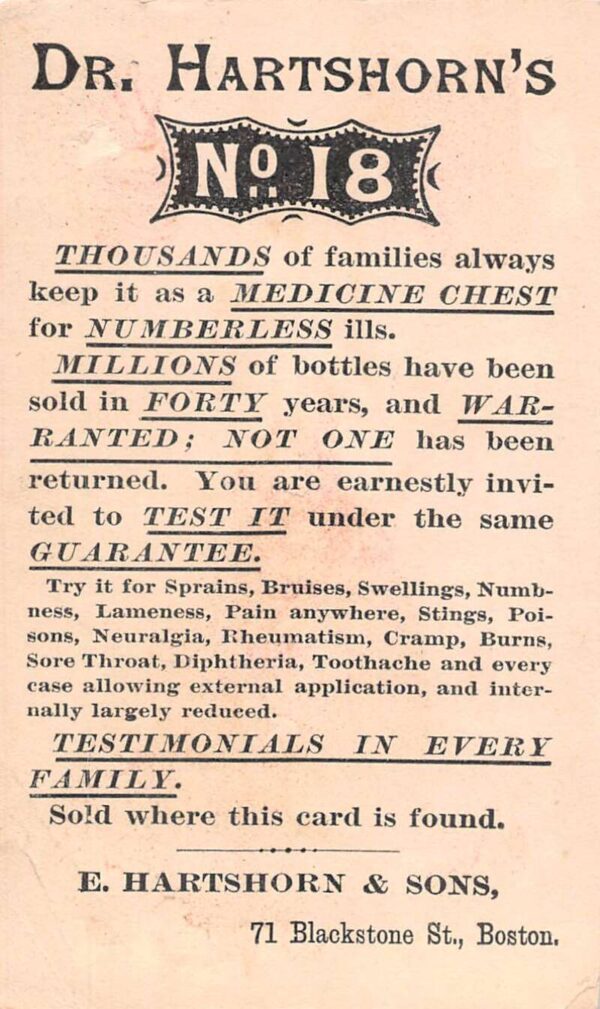 DR. HARTSHORN'S
No. 18
THOUSANDS of families always
keep it as a MEDICINE CHEST
for NUMBERLESS ills.
MILLIONS of bottles have been
sold in FORTY years, and WAR-
RANTED; NOT ONE has been
returned. You are earnestly invi-
ted to TEST IT under the same
GUARANTEE.
Try it for Sprains, Bruises, Swellings, Numb-
ness, Lameness, Pain anywhere, Stings, Poi-
sons, Neuralgia, Rheumatism, Cramp, Burns,
Sore Throat, Diphtheria, Toothache and every
case allowing external application, and inter-
nally largely reduced.
TESTIMONIALS IN EVERY
FAMILY.
Sold where this card is found.
E. HARTSHORN & SONS,
71 Blackstone St., Boston.